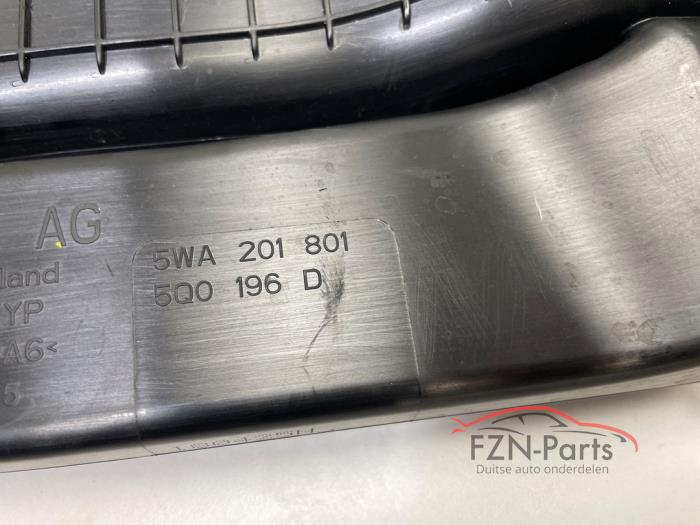 AG
5WA 201 801
land
5Q0 196 D
YP
A6<
5
FZN-Parts
Duitse auto onderdelen